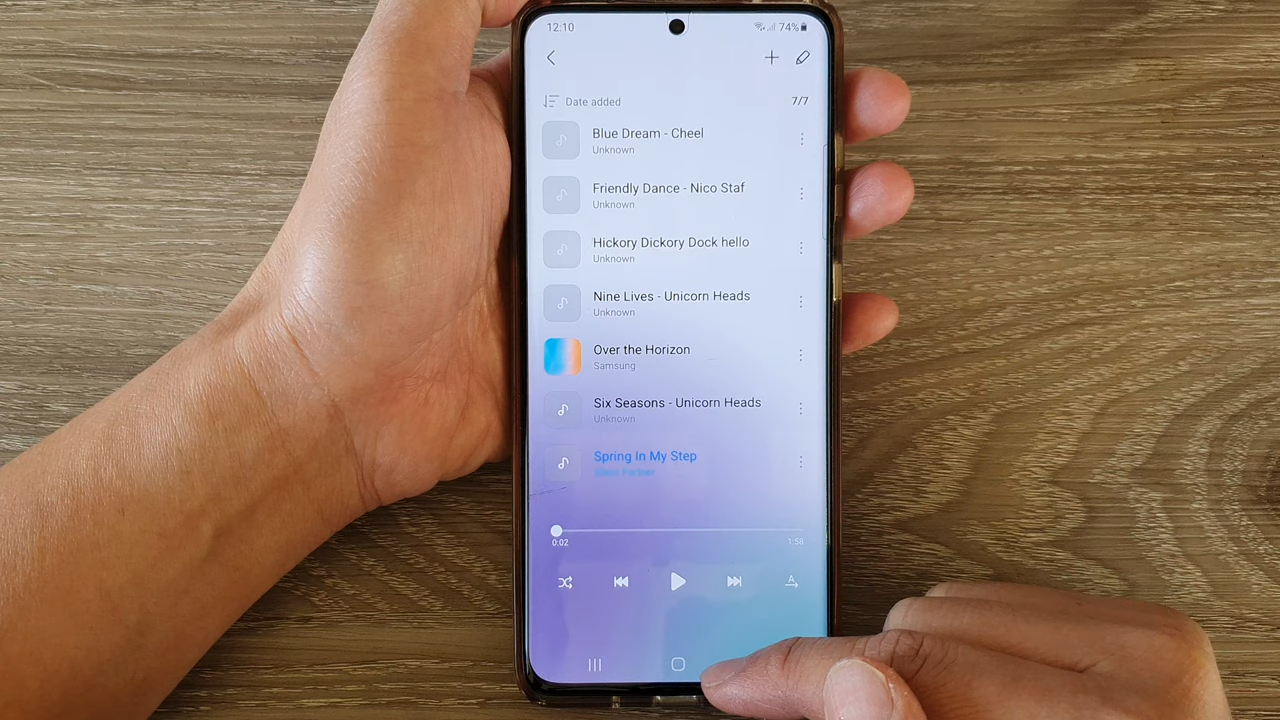 12:10
74%
Date added
7/7
Blue Dream - Cheel
Unknown
Friendly Dance - Nico Staf
Unknown
Hickory Dickory Dock hello
Unknown
Nine Lives - Unicorn Heads
Unknown
Over the Horizon
Samsung
Six Seasons - Unicorn Heads
Unknown
Spring In My Step
Silent Partner
0:02
1:58
A